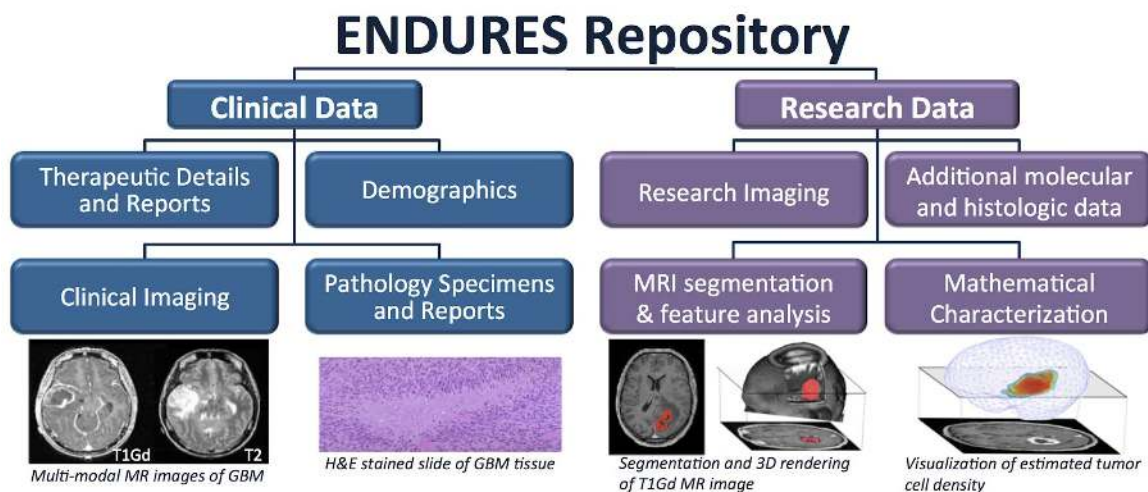 ENDURES Repository
Clinical Data
Research Data
Therapeutic Details
and Reports
Demographics
Research Imaging
Additional molecular
and histologic data
Clinical Imaging
Pathology Specimens
and Reports
MRI segmentation
& feature analysis
Mathematical
Characterization
T1Gd
T2
Multi-modal MR images of GBM
H&E stained slide of GBM tissue
Segmentation and 3D rendering
of T1Gd MR image
Visualization of estimated tumor
cell density